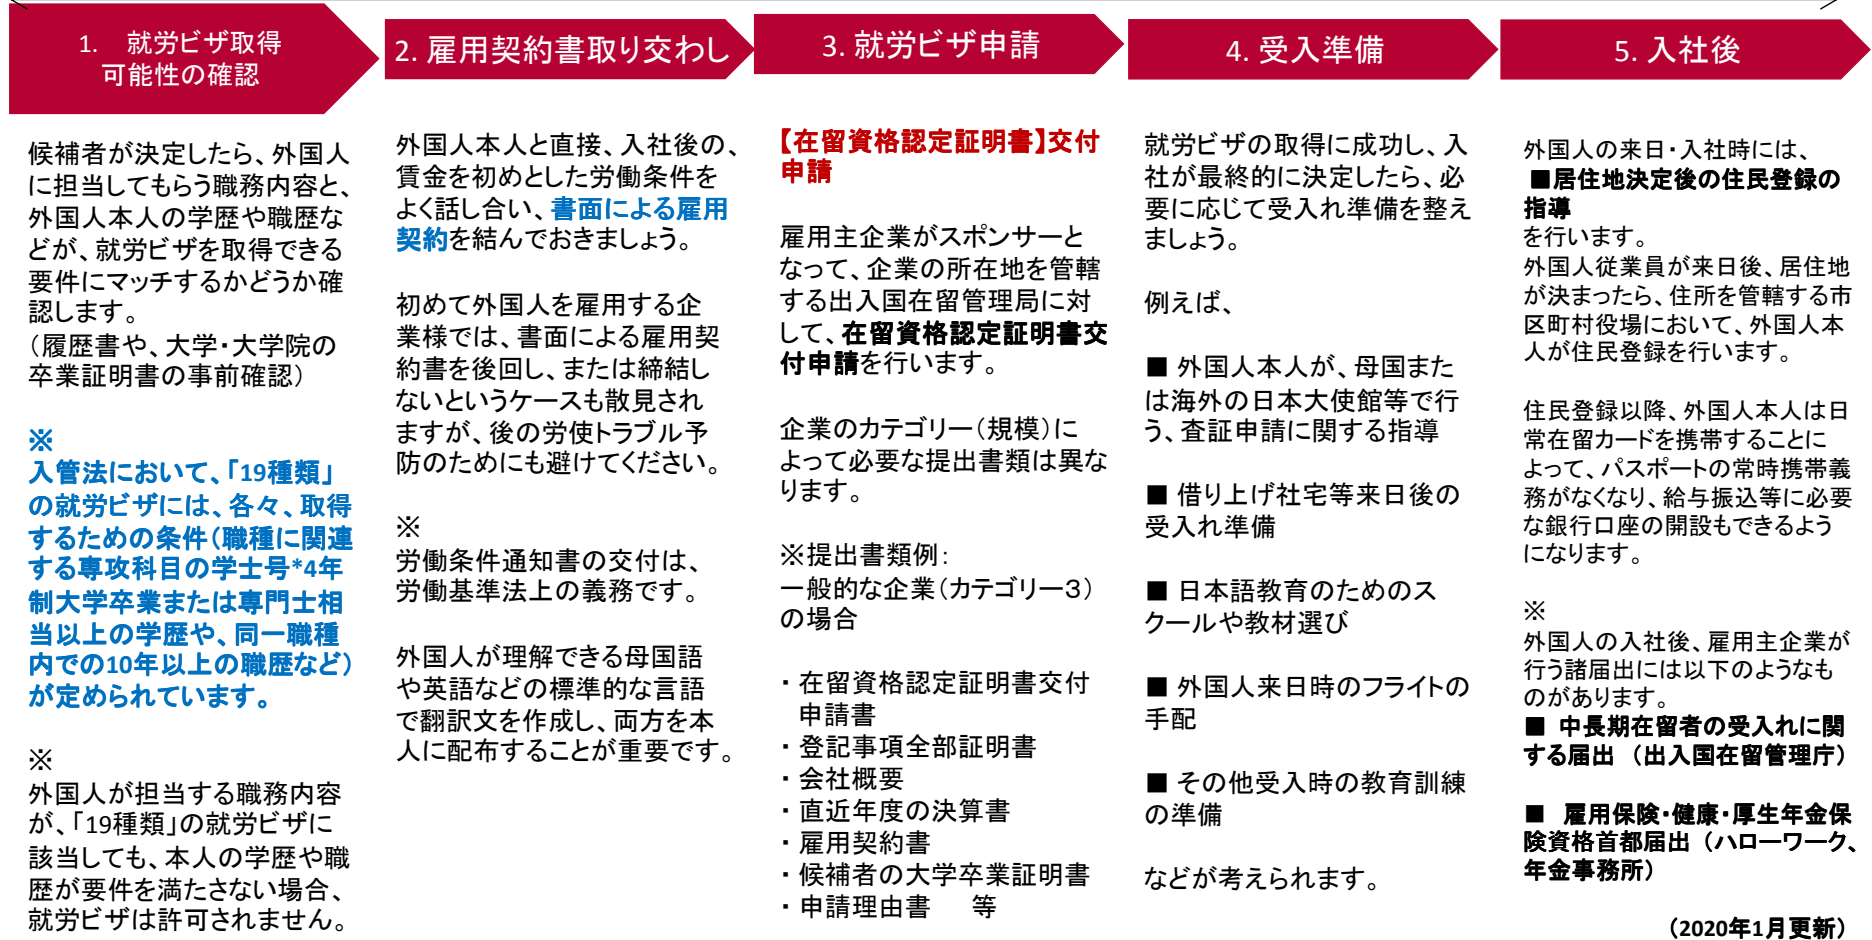 1.　就労ビザ取得
可能性の確認
候補者が決定したら、外国人
に担当してもらう職務内容と、
外国人本人の学歴や職歴な
どが、就労ビザを取得できる
要件にマッチするかどうか確
認します。
（履歴書や、大学・大学院の
卒業証明書の事前確認）
※
入管法において、「19種類」
の就労ビザには、各々、取得
するための条件（職種に関連
する専攻科目の学士号*4年
制大学卒業または専門士相
当以上の学歴や、同一職種
内での10年以上の職歴など）
が定められています。
※
外国人が担当する職務内容
が、「19種類」の就労ビザに
該当しても、本人の学歴や職
歴が要件を満たさない場合、
就労ビザは許可されません。
2. 雇用契約書取り交わし
外国人本人と直接、入社後の、
賃金を初めとした労働条件を
よく話し合い、書面による雇用
契約を結んでおきましょう。
初めて外国人を雇用する企
業様では、書面による雇用契
約書を後回し、または締結し
ないというケースも散見され
ますが、後の労使トラブル予
防のためにも避けてください。
※
労働条件通知書の交付は、
労働基準法上の義務です。
外国人が理解できる母国語
や英語などの標準的な言語
で翻訳文を作成し、両方を本
人に配布することが重要です。
3. 就労ビザ申請
【在留資格認定証明書】交付
申請
雇用主企業がスポンサーと
なって、企業の所在地を管轄
する出入国在留管理局に対
して、在留資格認定証明書交
付申請を行います。
企業のカテゴリー（規模）に
よって必要な提出書類は異な
ります。
※提出書類例：
一般的な企業（カテゴリー３）
の場合
・在留資格認定証明書交付
申請書
・登記事項全部証明書
・会社概要
・直近年度の決算書
・雇用契約書
・候補者の大学卒業証明書
・申請理由書　　等
4. 受入準備
就労ビザの取得に成功し、入
社が最終的に決定したら、必
要に応じて受入れ準備を整え
ましょう。
例えば、
■ 外国人本人が、母国また
は海外の日本大使館等で行
う、査証申請に関する指導
■ 借り上げ社宅等来日後の
受入れ準備
■ 日本語教育のためのス
クールや教材選び
■ 外国人来日時のフライトの
手配
■ その他受入時の教育訓練
の準備
などが考えられます。
5. 入社後
外国人の来日・入社時には、
■居住地決定後の住民登録の
指導
を行います。
外国人従業員が来日後、居住地
が決まったら、住所を管轄する市
区町村役場において、外国人本
人が住民登録を行います。
住民登録以降、外国人本人は日
常在留カードを携帯することに
よって、パスポートの常時携帯義
務がなくなり、給与振込等に必要
な銀行口座の開設もできるよう
になります。
※
外国人の入社後、雇用主企業が
行う諸届出には以下のようなも
のがあります。
■ 中長期在留者の受入れに関
する届出 （出入国在留管理庁）
■　雇用保険・健康・厚生年金保
険資格首都届出 （ハローワーク、
年金事務所）
（2020年1月更新）